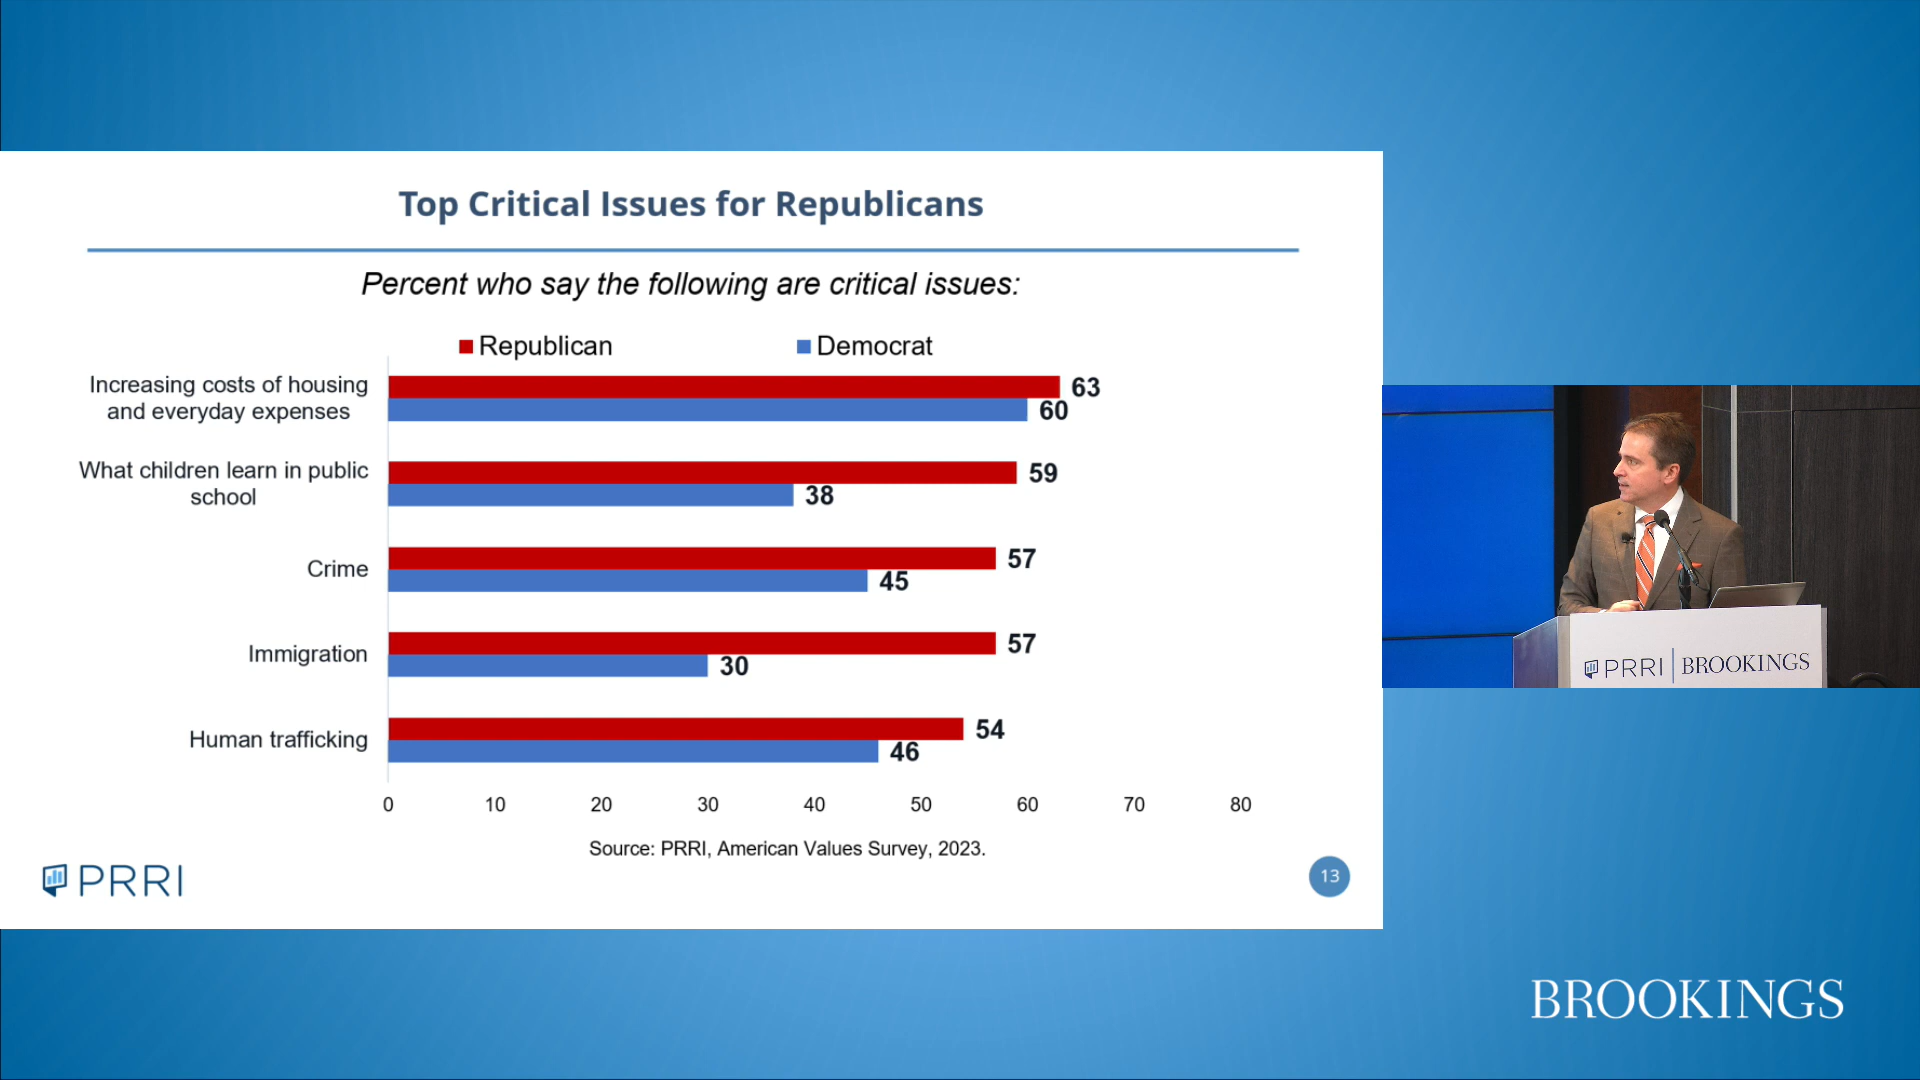 Top Critical Issues for Republicans
Percent who say the following are critical issues:
Republican
Democrat
Increasing costs of housing
and everyday expenses
63
60
What children learn in public
school
59
38
Crime
57
45
Immigration
57
30
Human trafficking
54
46
0 10 20 30 40 50 60 70 80
Source: PRRI, American Values Survey, 2023.
PRRI
13
PRRI | BROOKINGS
BROOKINGS